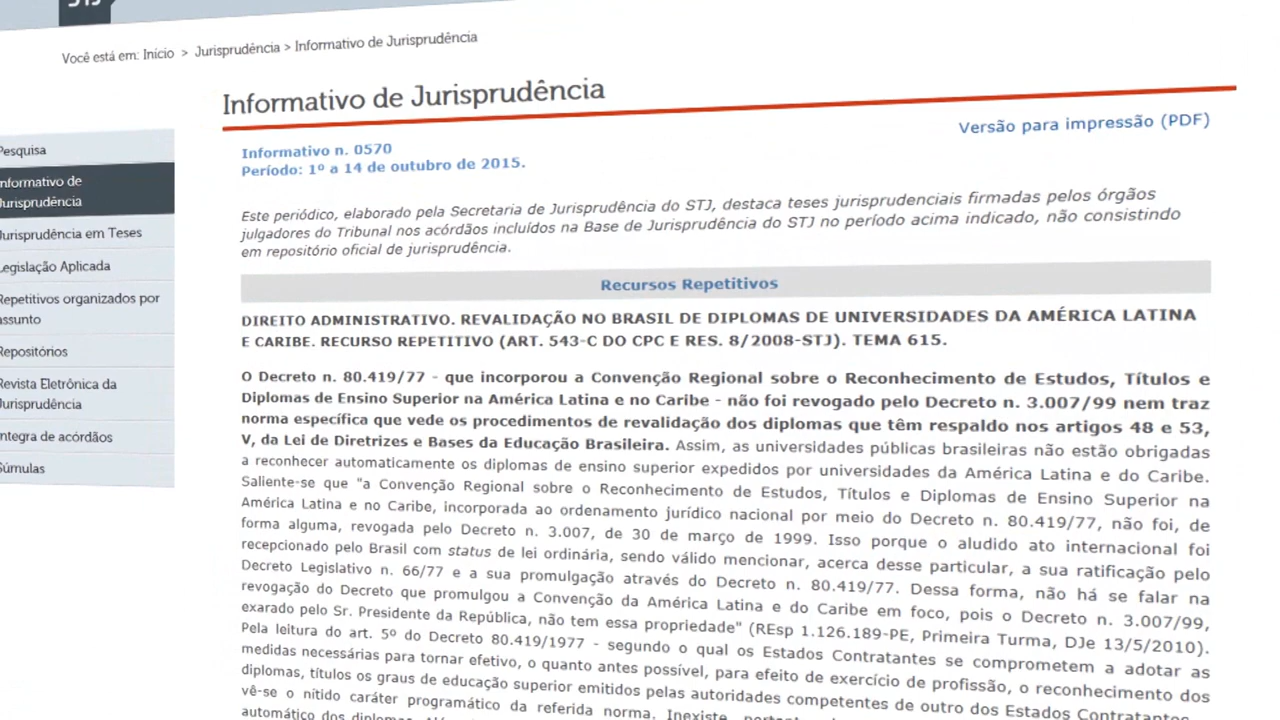 STJ
Você está em: Início > Jurisprudência > Informativo de Jurisprudência
Informativo de Jurisprudência
Versão para impressão (PDF)
Pesquisa
Informativo de
Jurisprudência
Jurisprudência em Teses
Legislação Aplicada
Repetitivos organizados por
assunto
Repositórios
Revista Eletrônica da
Jurisprudência
Íntegra de acórdãos
Súmulas
Informativo n. 0570
Período: 1º a 14 de outubro de 2015.
Este periódico, elaborado pela Secretaria de Jurisprudência do STJ, destaca teses jurisprudenciais firmadas pelos órgãos
julgadores do Tribunal nos acórdãos incluídos na Base de Jurisprudência do STJ no período acima indicado, não consistindo
em repositório oficial de jurisprudência.
Recursos Repetitivos
DIREITO ADMINISTRATIVO. REVALIDAÇÃO NO BRASIL DE DIPLOMAS DE UNIVERSIDADES DA AMÉRICA LATINA
E CARIBE. RECURSO REPETITIVO (ART. 543-C DO CPC E RES. 8/2008-STJ). TEMA 615.
O Decreto n. 80.419/77 - que incorporou a Convenção Regional sobre o Reconhecimento de Estudos, Títulos e
Diplomas de Ensino Superior na América Latina e no Caribe - não foi revogado pelo Decreto n. 3.007/99 nem traz
norma específica que vede os procedimentos de revalidação dos diplomas que têm respaldo nos artigos 48 e 53,
V, da Lei de Diretrizes e Bases da Educação Brasileira. Assim, as universidades públicas brasileiras não estão obrigadas
a reconhecer automaticamente os diplomas de ensino superior expedidos por universidades da América Latina e do Caribe.
Saliente-se que "a Convenção Regional sobre o Reconhecimento de Estudos, Títulos e Diplomas de Ensino Superior na
América Latina e no Caribe, incorporada ao ordenamento jurídico nacional por meio do Decreto n. 80.419/77, não foi, de
forma alguma, revogada pelo Decreto n. 3.007, de 30 de março de 1999. Isso porque o aludido ato internacional foi
recepcionado pelo Brasil com status de lei ordinária, sendo válido mencionar, acerca desse particular, a sua ratificação pelo
Decreto Legislativo n. 66/77 e a sua promulgação através do Decreto n. 80.419/77. Dessa forma, não há se falar na
revogação do Decreto que promulgou a Convenção da América Latina e do Caribe em foco, pois o Decreto n. 3.007/99,
exarado pelo Sr. Presidente da República, não tem essa propriedade" (REsp 1.126.189-PE, Primeira Turma, DJe 13/5/2010).
Pela leitura do art. 5º do Decreto 80.419/1977 - segundo o qual os Estados Contratantes se comprometem a adotar as
medidas necessárias para tornar efetivo, o quanto antes possível, para efeito de exercício de profissão, o reconhecimento dos
diplomas, títulos os graus de educação superior emitidos pelas autoridades competentes de outro dos Estados Contratantes
vê-se o nítido caráter programático da referida norma. Inexiste
automático dos diplomas.